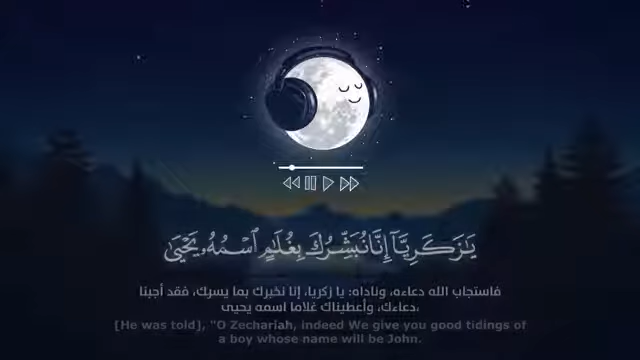 يَٰزَكَرِيَّآ إِنَّا نُبَشِّرُكَ بِغُلَٰمٍ ٱسْمُهُۥ يَحْيَىٰ
فاستجاب الله دعاءه، وناداه: يا زكريا، إنا نخبرك بما يسرك، فقد أجبنا
دعاءك، وأعطيناك غلاما اسمه يحيى،
[He was told], "O Zechariah, indeed We give you good tidings of
a boy whose name will be John.